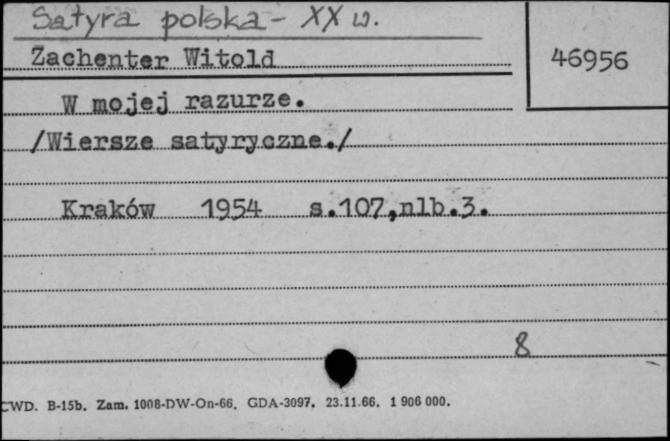 Satyra polska - XX w.
Zachenter Witold
46956
W mojej razurze.
/Wiersze satyryczne./
Kraków 1954 s.107,nlb.3.
8
CWD. B-15b. Zam. 1008-DW-On-66. GDA-3097. 23.11.66. 1 906 000.